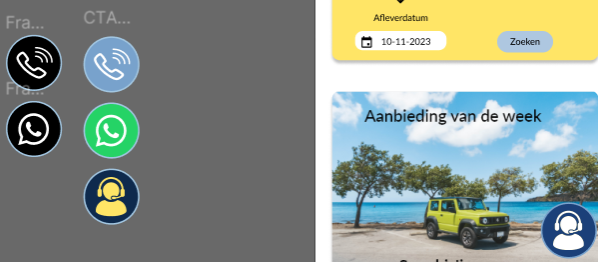 Fra...
CTA...
Fra...
Afleverdatum
10-11-2023
Zoeken
Aanbieding van de week